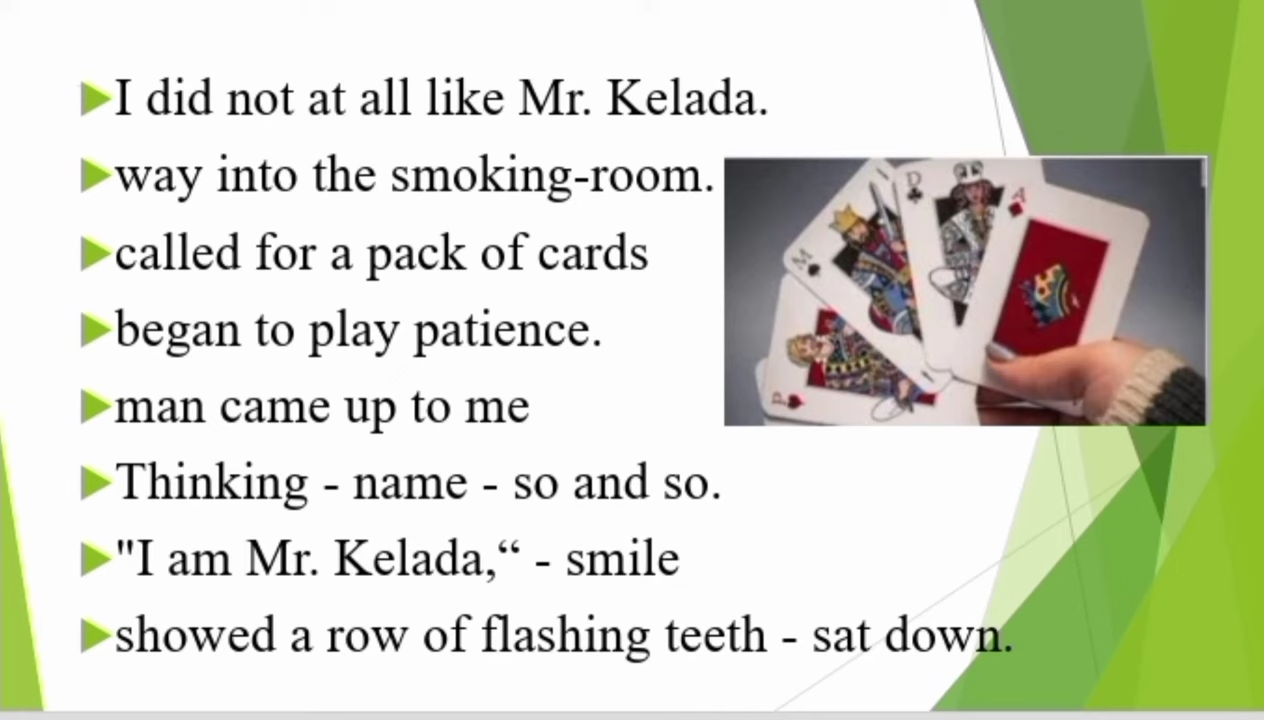 I did not at all like Mr. Kelada.
way into the smoking-room.
called for a pack of cards
began to play patience.
man came up to me
Thinking - name - so and so.
"I am Mr. Kelada,“ - smile
showed a row of flashing teeth - sat down.
M
D
A
P